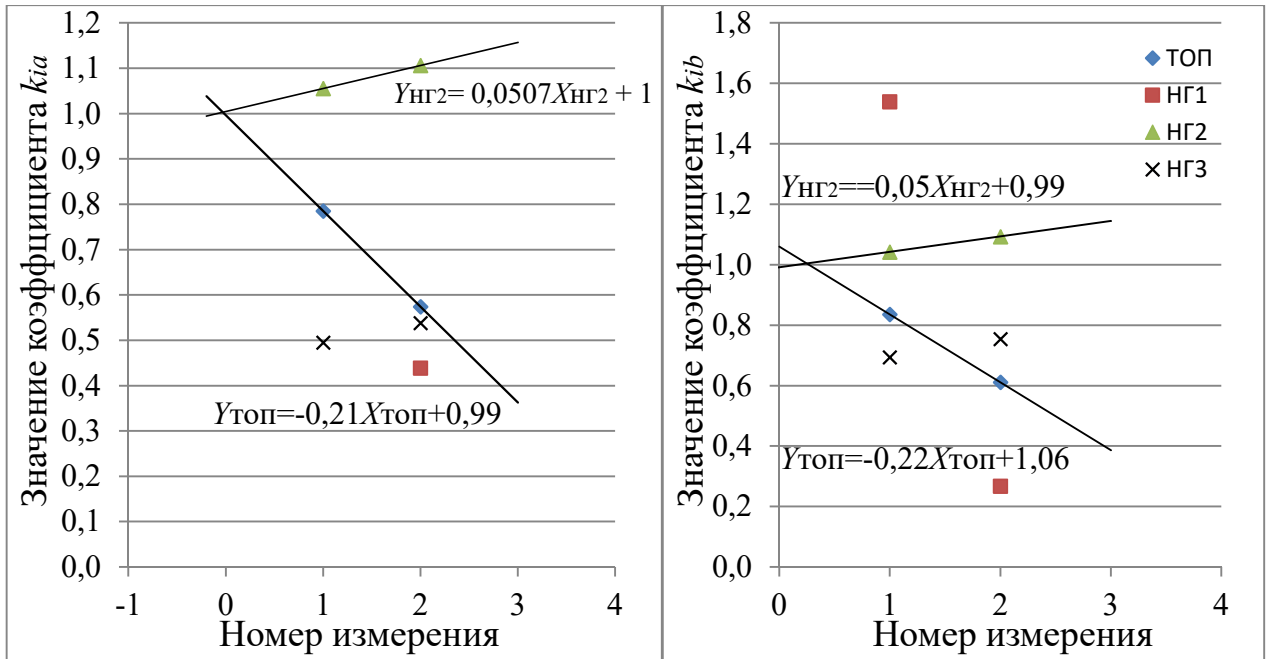 Значение коэффициента kia
1,2
1,1
1,0
0,9
0,8
0,7
0,6
0,5
0,4
0,3
0,2
0,1
0,0
-1 0 1 2 3 4
Номер измерения
YНГ2= 0,0507XНГ2 + 1
YТОП=-0,21XТОП+0,99
Значение коэффициента kib
1,8
1,6
1,4
1,2
1,0
0,8
0,6
0,4
0,2
0,0
0 1 2 3 4
Номер измерения
ТОП
НГ1
НГ2
НГ3
YНГ2==0,05XНГ2+0,99
YТОП=-0,22XТОП+1,06